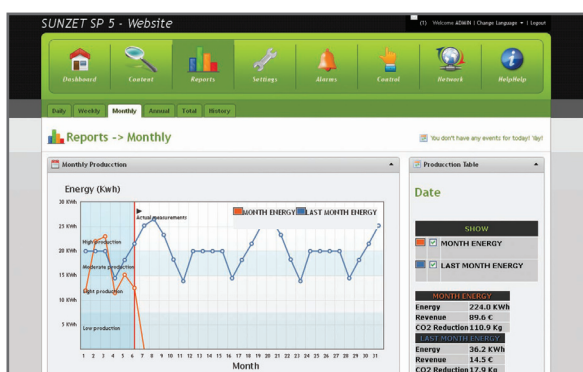 SUNZET SP 5 - Website
(1) Welcome ADMIN | Change Language | Logout
Dashboard Content Reports Settings Alarms Control Network HelpHelp
Daily Weekly Monthly Annual Total History
Reports -> Monthly
You don't have any events for today! Yay!
Monthly Producction
Energy (Kwh)
30 KWh
Actual measurements
MONTH ENERGY LAST MONTH ENERGY
25 KWh
High production
20 KWh
Moderate production
15 KWh
Light production
10 KWh
5 KWh
Low production
1 2 3 4 5 6 7 8 9 10 11 12 13 14 15 16 17 18 19 20 21 22 23 24 25 26 27 28 29 30 31
Month
Producction Table
Date
SHOW
MONTH ENERGY
LAST MONTH ENERGY
MONTH ENERGY
Energy 224.0 KWh
Revenue 89.6 €
CO2 Reduction 110.9 Kg
LAST MONTH ENERGY
Energy 36.2 KWh
Revenue 14.5 €
CO2 Reduction 17.9 Kg